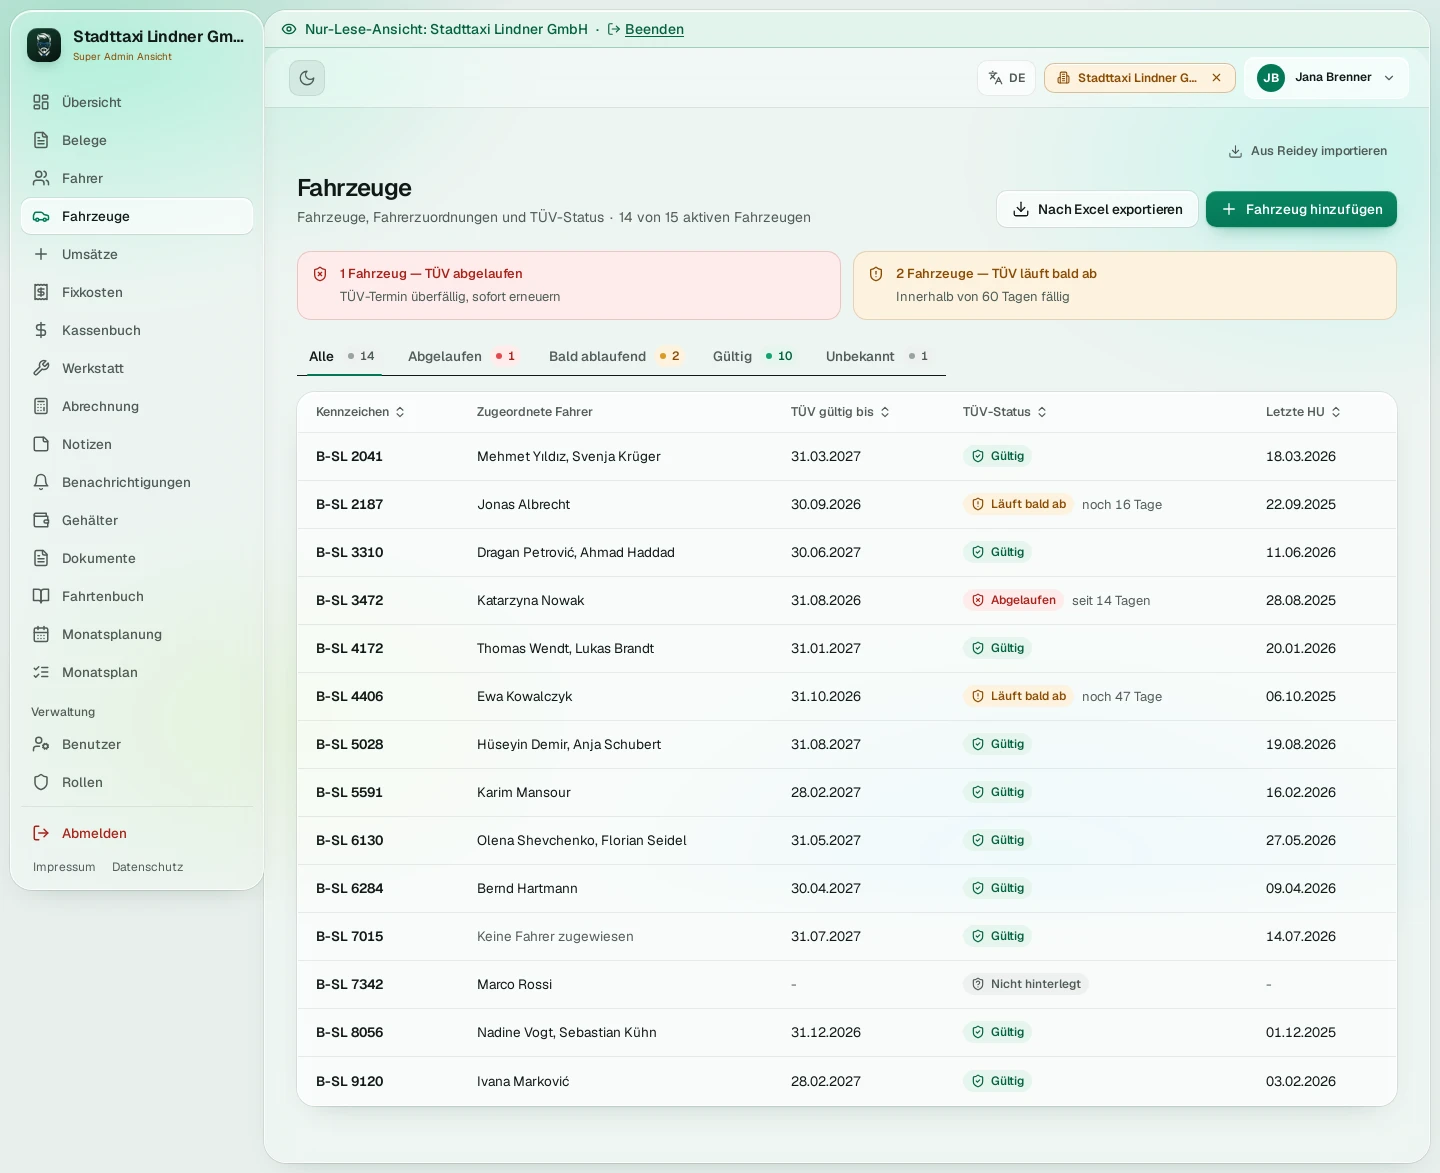 Stadttaxi Lindner Gm...
Super Admin Ansicht
Übersicht
Belege
Fahrer
Fahrzeuge
Umsätze
Fixkosten
Kassenbuch
Werkstatt
Abrechnung
Notizen
Benachrichtigungen
Gehälter
Dokumente
Fahrtenbuch
Monatsplanung
Monatsplan
Verwaltung
Benutzer
Rollen
Abmelden
Impressum Datenschutz
Nur-Lese-Ansicht: Stadttaxi Lindner GmbH · Beenden
DE Stadttaxi Lindner G... JB Jana Brenner
Aus Reidey importieren
Fahrzeuge
Fahrzeuge, Fahrerzuordnungen und TÜV-Status · 14 von 15 aktiven Fahrzeugen
Nach Excel exportieren Fahrzeug hinzufügen
1 Fahrzeug — TÜV abgelaufen
TÜV-Termin überfällig, sofort erneuern
2 Fahrzeuge — TÜV läuft bald ab
Innerhalb von 60 Tagen fällig
Alle 14 Abgelaufen 1 Bald ablaufend 2 Gültig 10 Unbekannt 1
Kennzeichen Zugeordnete Fahrer TÜV gültig bis TÜV-Status Letzte HU
B-SL 2041 Mehmet Yıldız, Svenja Krüger 31.03.2027 Gültig 18.03.2026
B-SL 2187 Jonas Albrecht 30.09.2026 Läuft bald ab noch 16 Tage 22.09.2025
B-SL 3310 Dragan Petrović, Ahmad Haddad 30.06.2027 Gültig 11.06.2026
B-SL 3472 Katarzyna Nowak 31.08.2026 Abgelaufen seit 14 Tagen 28.08.2025
B-SL 4172 Thomas Wendt, Lukas Brandt 31.01.2027 Gültig 20.01.2026
B-SL 4406 Ewa Kowalczyk 31.10.2026 Läuft bald ab noch 47 Tage 06.10.2025
B-SL 5028 Hüseyin Demir, Anja Schubert 31.08.2027 Gültig 19.08.2026
B-SL 5591 Karim Mansour 28.02.2027 Gültig 16.02.2026
B-SL 6130 Olena Shevchenko, Florian Seidel 31.05.2027 Gültig 27.05.2026
B-SL 6284 Bernd Hartmann 30.04.2027 Gültig 09.04.2026
B-SL 7015 Keine Fahrer zugewiesen 31.07.2027 Gültig 14.07.2026
B-SL 7342 Marco Rossi - Nicht hinterlegt -
B-SL 8056 Nadine Vogt, Sebastian Kühn 31.12.2026 Gültig 01.12.2025
B-SL 9120 Ivana Marković 28.02.2027 Gültig 03.02.2026